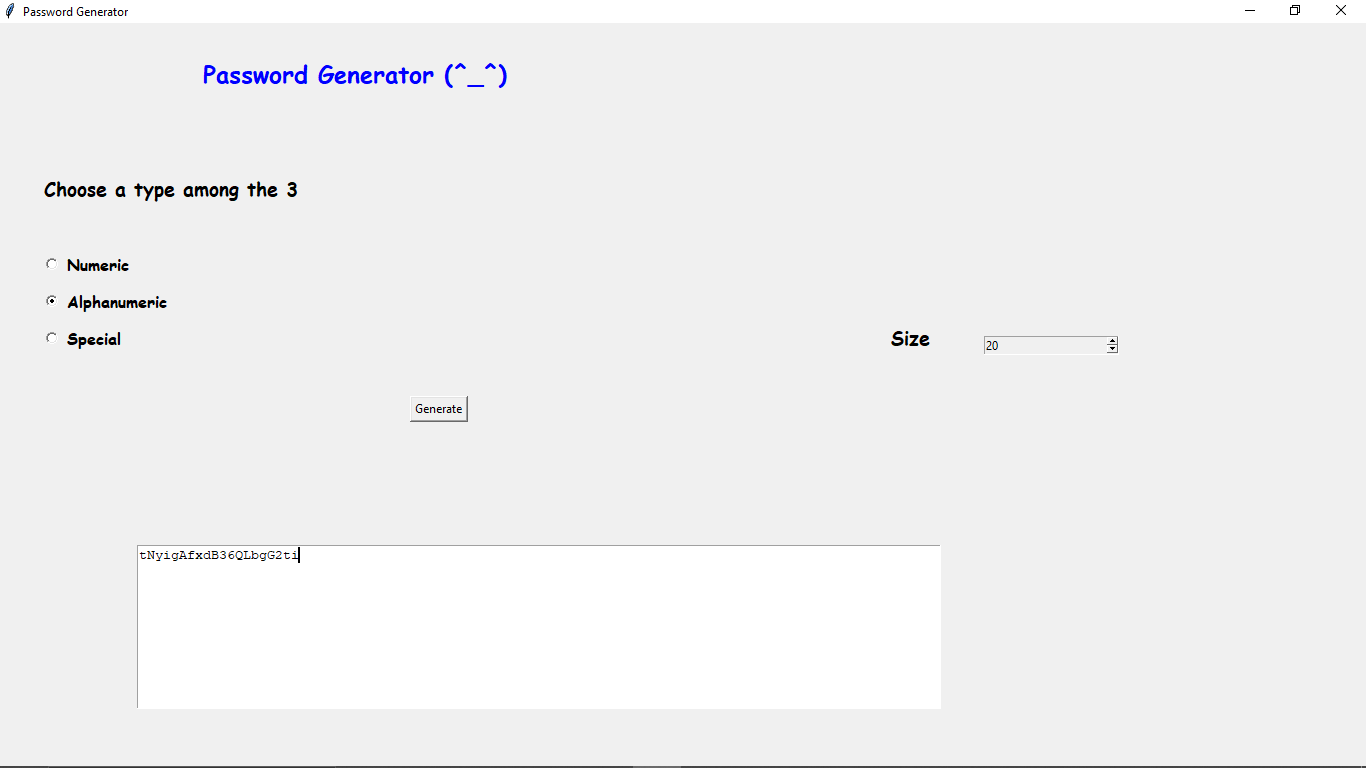 Password Generator
Password Generator (^_^)
Choose a type among the 3
Numeric
Alphanumeric
Special
Size
20
Generate
tNyigAfxdB36QLbgG2ti